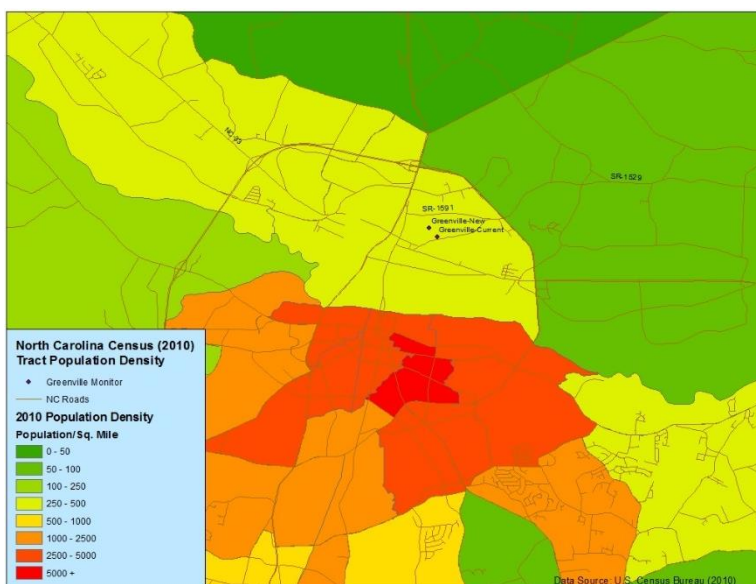 NC-33
SR-1529
SR-1591
Greenville-New
Greenville-Current
North Carolina Census (2010)
Tract Population Density
Greenville Monitor
NC Roads
2010 Population Density
Population/Sq. Mile
0 - 50
50 - 100
100 - 250
250 - 500
500 - 1000
1000 - 2500
2500 - 5000
5000 +
Data Source: U.S. Census Bureau (2010)